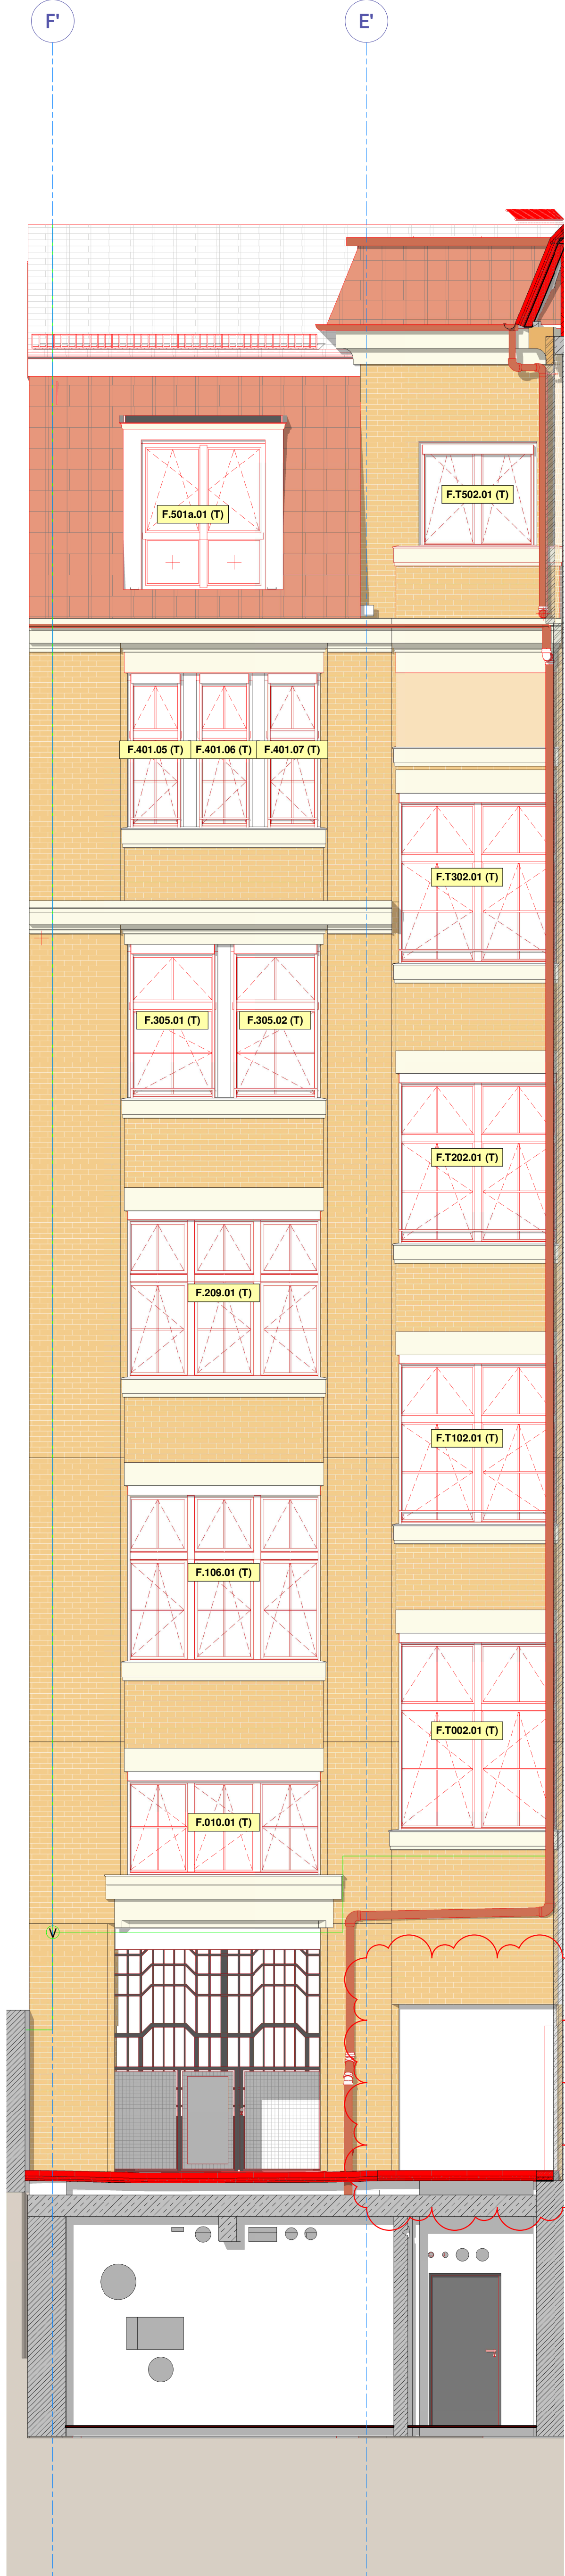 F' E'
F.501a.01 (T)
F.T502.01 (T)
F.401.05 (T) F.401.06 (T) F.401.07 (T)
F.T302.01 (T)
F.305.01 (T) F.305.02 (T)
F.T202.01 (T)
F.209.01 (T)
F.T102.01 (T)
F.106.01 (T)
F.T002.01 (T)
F.010.01 (T)
V